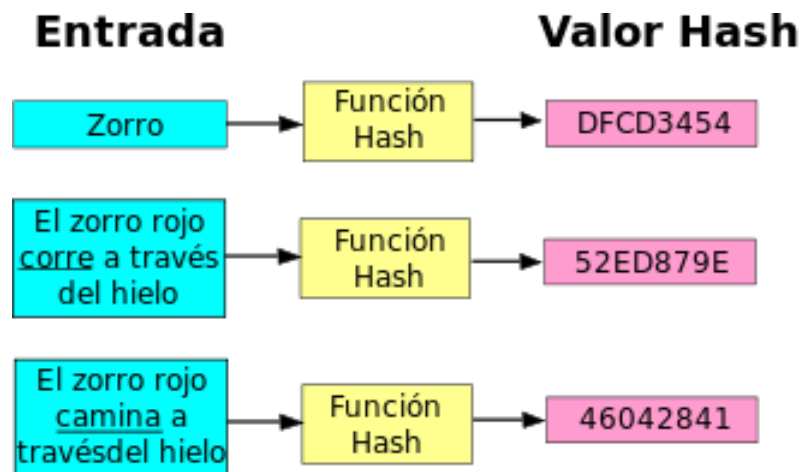 Entrada
Valor Hash
Zorro
Función
Hash
DFCD3454
El zorro rojo
corre a través
del hielo
Función
Hash
52ED879E
El zorro rojo
camina a
travésdel hielo
Función
Hash
46042841